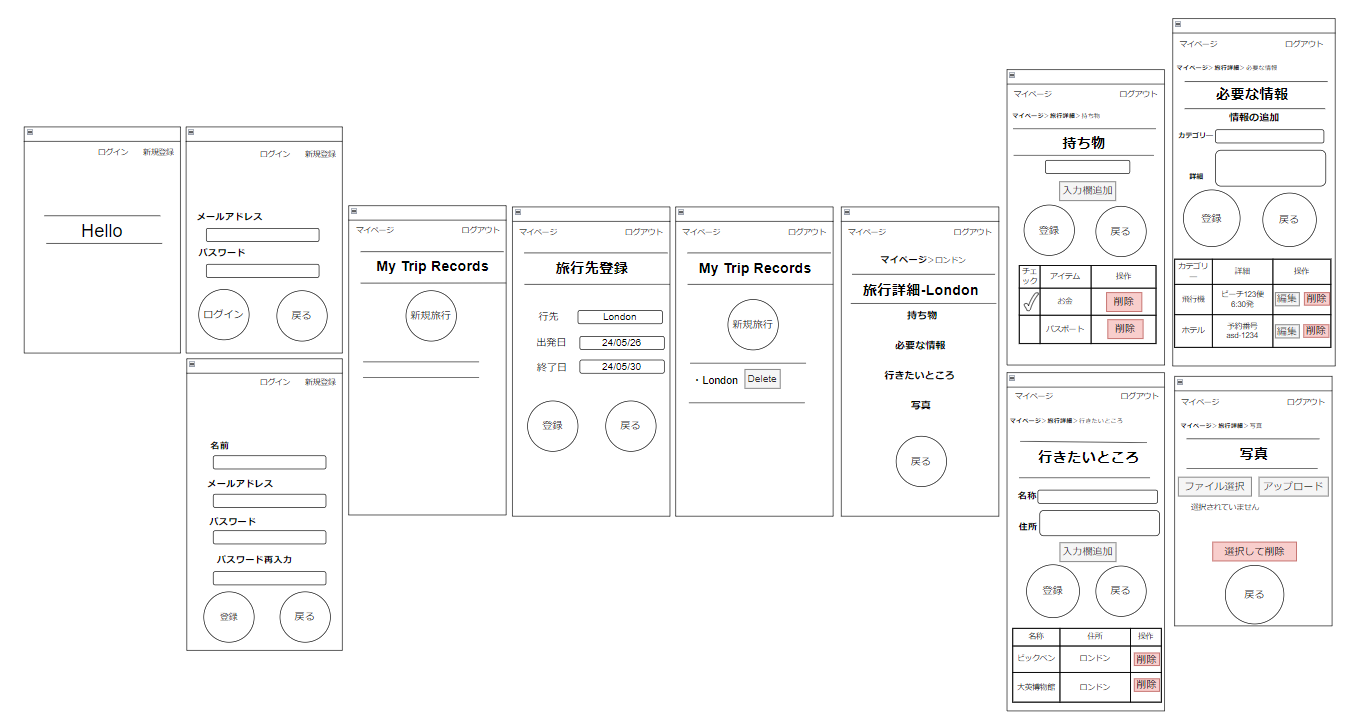 ログイン 新規登録
Hello
ログイン 新規登録
メールアドレス
パスワード
ログイン 戻る
ログイン 新規登録
名前
メールアドレス
パスワード
パスワード再入力
登録 戻る
マイページ ログアウト
My Trip Records
新規旅行
マイページ ログアウト
旅行先登録
行先 London
出発日 24/05/26
終了日 24/05/30
登録 戻る
マイページ ログアウト
My Trip Records
新規旅行
・London Delete
マイページ ログアウト
マイページ>ロンドン
旅行詳細-London
持ち物
必要な情報
行きたいところ
写真
戻る
マイページ ログアウト
マイページ>旅行詳細>持ち物
持ち物
入力欄追加
登録 戻る
チェック アイテム 操作
お金 削除
パスポート 削除
マイページ ログアウト
マイページ>旅行詳細>行きたいところ
行きたいところ
名称
住所
入力欄追加
登録 戻る
名称 住所 操作
ビックベン ロンドン 削除
大英博物館 ロンドン 削除
マイページ ログアウト
マイページ>旅行詳細>必要な情報
必要な情報
情報の追加
カテゴリー
詳細
登録 戻る
カテゴリー 詳細 操作
飛行機 ピーチ123便 6:30発 編集 削除
ホテル 予約番号 asd-1234 編集 削除
マイページ ログアウト
マイページ>旅行詳細>写真
写真
ファイル選択 アップロード
選択されていません
選択して削除
戻る